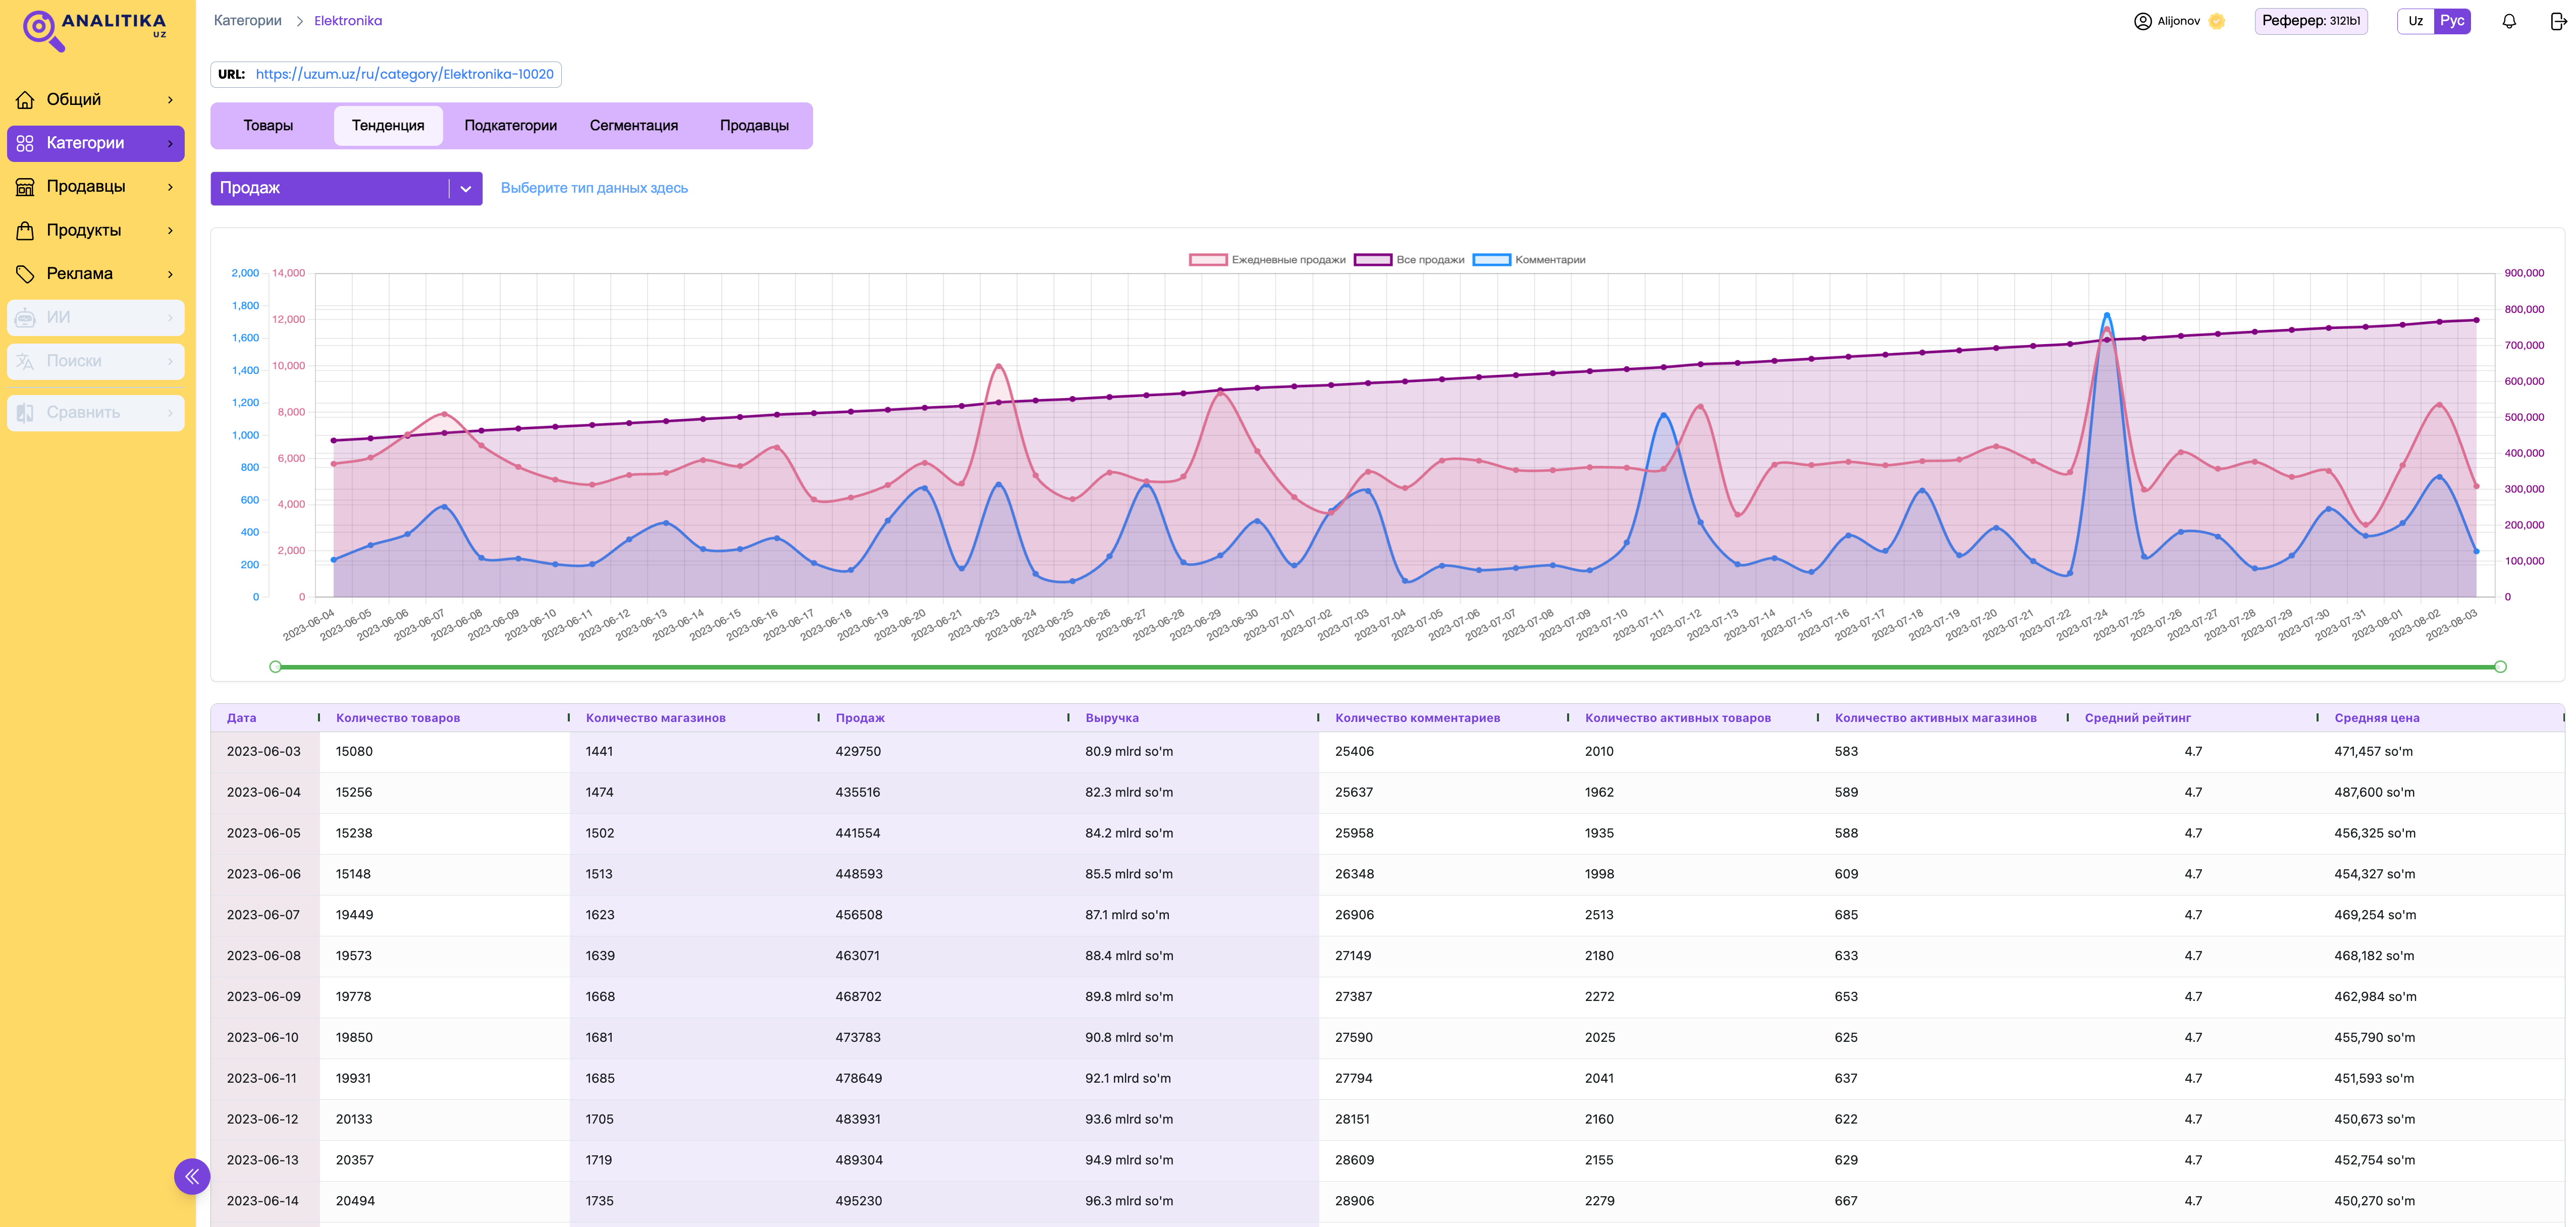 ANALITIKA
UZ
Общий
Категории
Продавцы
Продукты
Реклама
ИИ
Поиски
Сравнить
Категории > Elektronika
Alijonov
Реферер: 3121b1
Uz Рус
URL: https://uzum.uz/ru/category/Elektronika-10020
Товары Тенденция Подкатегории Сегментация Продавцы
Продаж
Выберите тип данных здесь
Ежедневные продажи Все продажи Комментарии
2,000 14,000 900,000
1,800 12,000 800,000
1,600 10,000 700,000
1,400 8,000 600,000
1,200 6,000 500,000
1,000 4,000 400,000
800 2,000 300,000
600 0 200,000
400 100,000
200 0
0
2023-06-04 2023-06-05 2023-06-06 2023-06-07 2023-06-08 2023-06-09 2023-06-10 2023-06-11 2023-06-12 2023-06-13 2023-06-14 2023-06-15 2023-06-16 2023-06-17 2023-06-18 2023-06-19 2023-06-20 2023-06-21 2023-06-23 2023-06-24 2023-06-25 2023-06-26 2023-06-27 2023-06-28 2023-06-29 2023-06-30 2023-07-01 2023-07-02 2023-07-03 2023-07-04 2023-07-05 2023-07-06 2023-07-07 2023-07-08 2023-07-09 2023-07-10 2023-07-11 2023-07-12 2023-07-13 2023-07-14 2023-07-15 2023-07-16 2023-07-17 2023-07-18 2023-07-19 2023-07-20 2023-07-21 2023-07-22 2023-07-24 2023-07-25 2023-07-26 2023-07-27 2023-07-28 2023-07-29 2023-07-30 2023-07-31 2023-08-01 2023-08-02 2023-08-03
Дата Количество товаров Количество магазинов Продаж Выручка Количество комментариев Количество активных товаров Количество активных магазинов Средний рейтинг Средняя цена
2023-06-03 15080 1441 429750 80.9 mlrd so'm 25406 2010 583 4.7 471,457 so'm
2023-06-04 15256 1474 435516 82.3 mlrd so'm 25637 1962 589 4.7 487,600 so'm
2023-06-05 15238 1502 441554 84.2 mlrd so'm 25958 1935 588 4.7 456,325 so'm
2023-06-06 15148 1513 448593 85.5 mlrd so'm 26348 1998 609 4.7 454,327 so'm
2023-06-07 19449 1623 456508 87.1 mlrd so'm 26906 2513 685 4.7 469,254 so'm
2023-06-08 19573 1639 463071 88.4 mlrd so'm 27149 2180 633 4.7 468,182 so'm
2023-06-09 19778 1668 468702 89.8 mlrd so'm 27387 2272 653 4.7 462,984 so'm
2023-06-10 19850 1681 473783 90.8 mlrd so'm 27590 2025 625 4.7 455,790 so'm
2023-06-11 19931 1685 478649 92.1 mlrd so'm 27794 2041 637 4.7 451,593 so'm
2023-06-12 20133 1705 483931 93.6 mlrd so'm 28151 2160 622 4.7 450,673 so'm
2023-06-13 20357 1719 489304 94.9 mlrd so'm 28609 2155 629 4.7 452,754 so'm
2023-06-14 20494 1735 495230 96.3 mlrd so'm 28906 2279 667 4.7 450,270 so'm